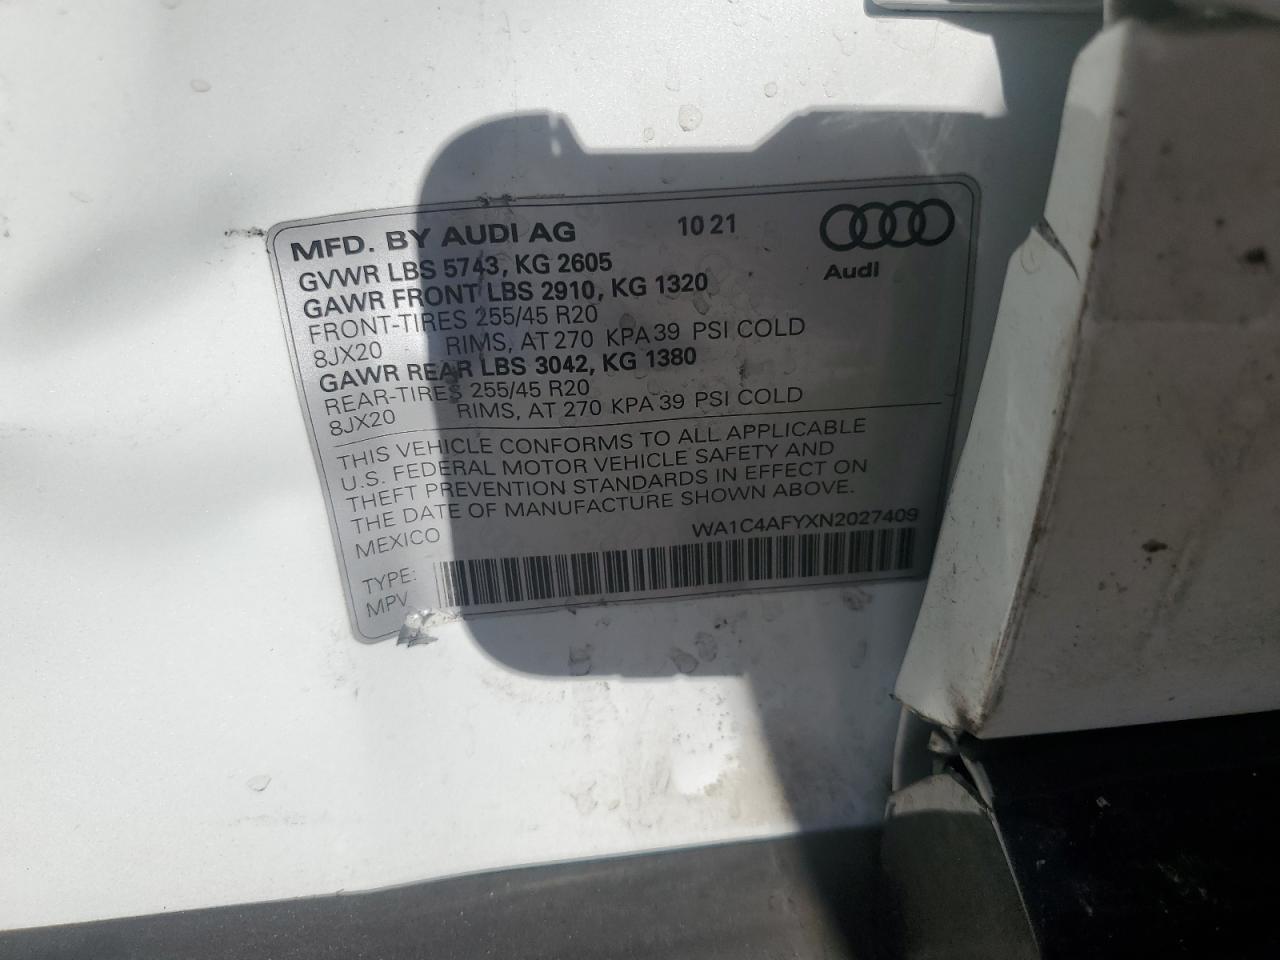 MFD. BY AUDI AG 10 21
Audi
GVWR LBS 5743, KG 2605
GAWR FRONT LBS 2910, KG 1320
FRONT-TIRES 255/45 R20
8JX20 RIMS, AT 270 KPA 39 PSI COLD
GAWR REAR LBS 3042, KG 1380
REAR-TIRES 255/45 R20
8JX20 RIMS, AT 270 KPA 39 PSI COLD
THIS VEHICLE CONFORMS TO ALL APPLICABLE
U.S. FEDERAL MOTOR VEHICLE SAFETY AND
THEFT PREVENTION STANDARDS IN EFFECT ON
THE DATE OF MANUFACTURE SHOWN ABOVE.
MEXICO WA1C4AFYXN2027409
TYPE:
MPV